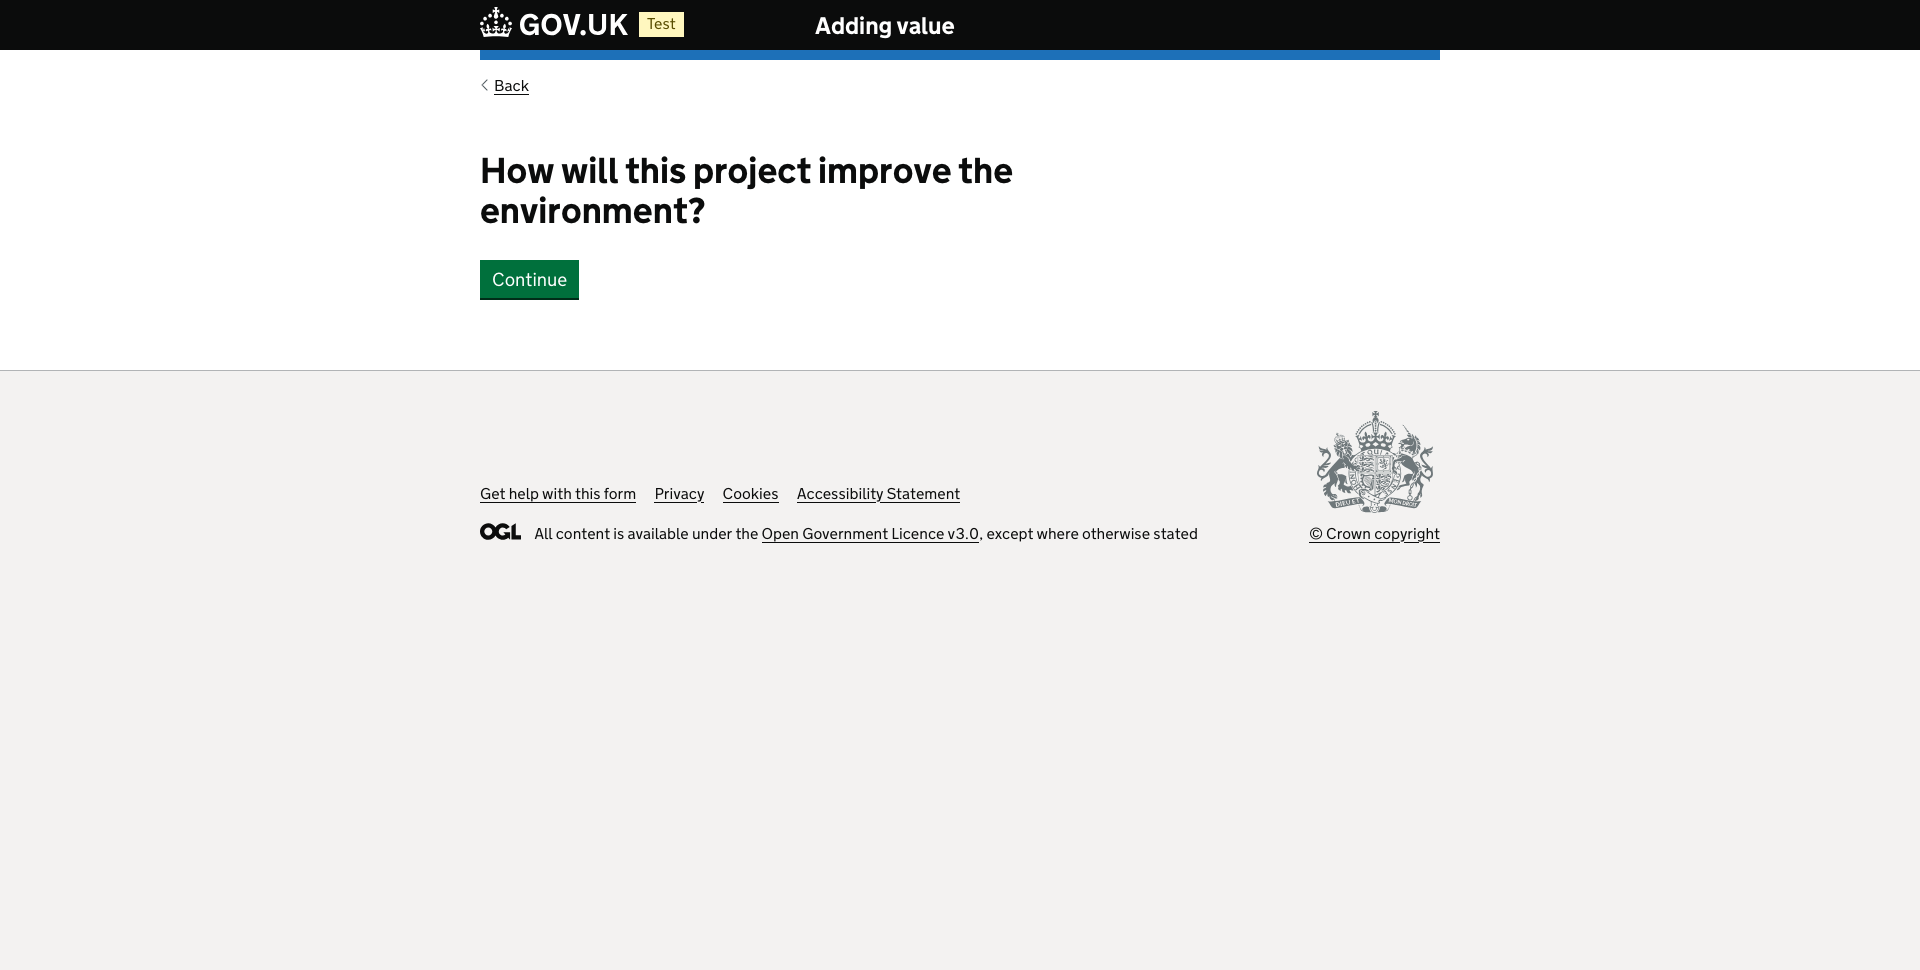 GOV.UK Test Adding value
Back
How will this project improve the
environment?
Continue
Get help with this form Privacy Cookies Accessibility Statement
OGL All content is available under the Open Government Licence v3.0, except where otherwise stated
© Crown copyright